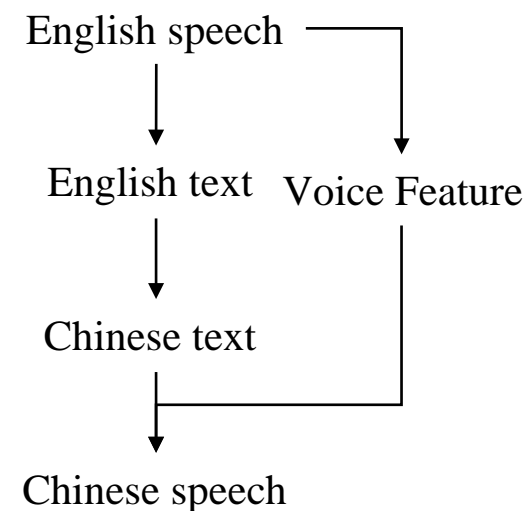 English speech
English text
Voice Feature
Chinese text
Chinese speech